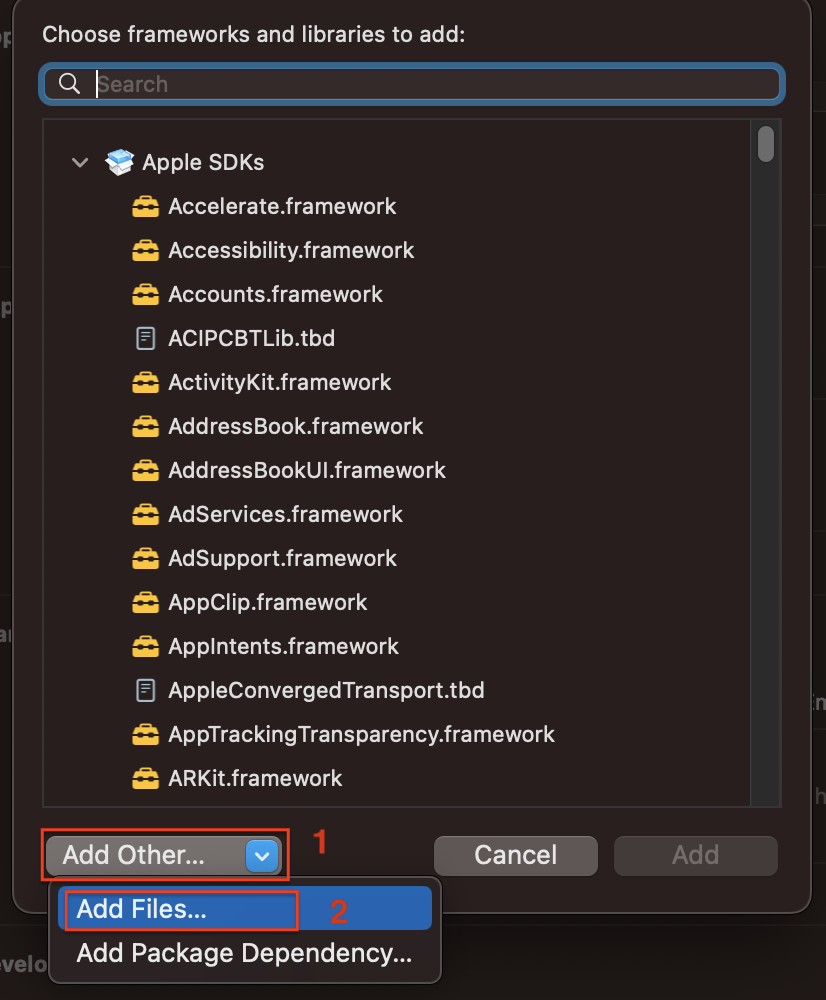 Choose frameworks and libraries to add:
Search
Apple SDKs
Accelerate.framework
Accessibility.framework
Accounts.framework
ACIPCBTLib.tbd
ActivityKit.framework
AddressBook.framework
AddressBookUI.framework
AdServices.framework
AdSupport.framework
AppClip.framework
AppIntents.framework
AppleConvergedTransport.tbd
AppTrackingTransparency.framework
ARKit.framework
Add Other... 1 Cancel Add
Add Files... 2
Add Package Dependency...